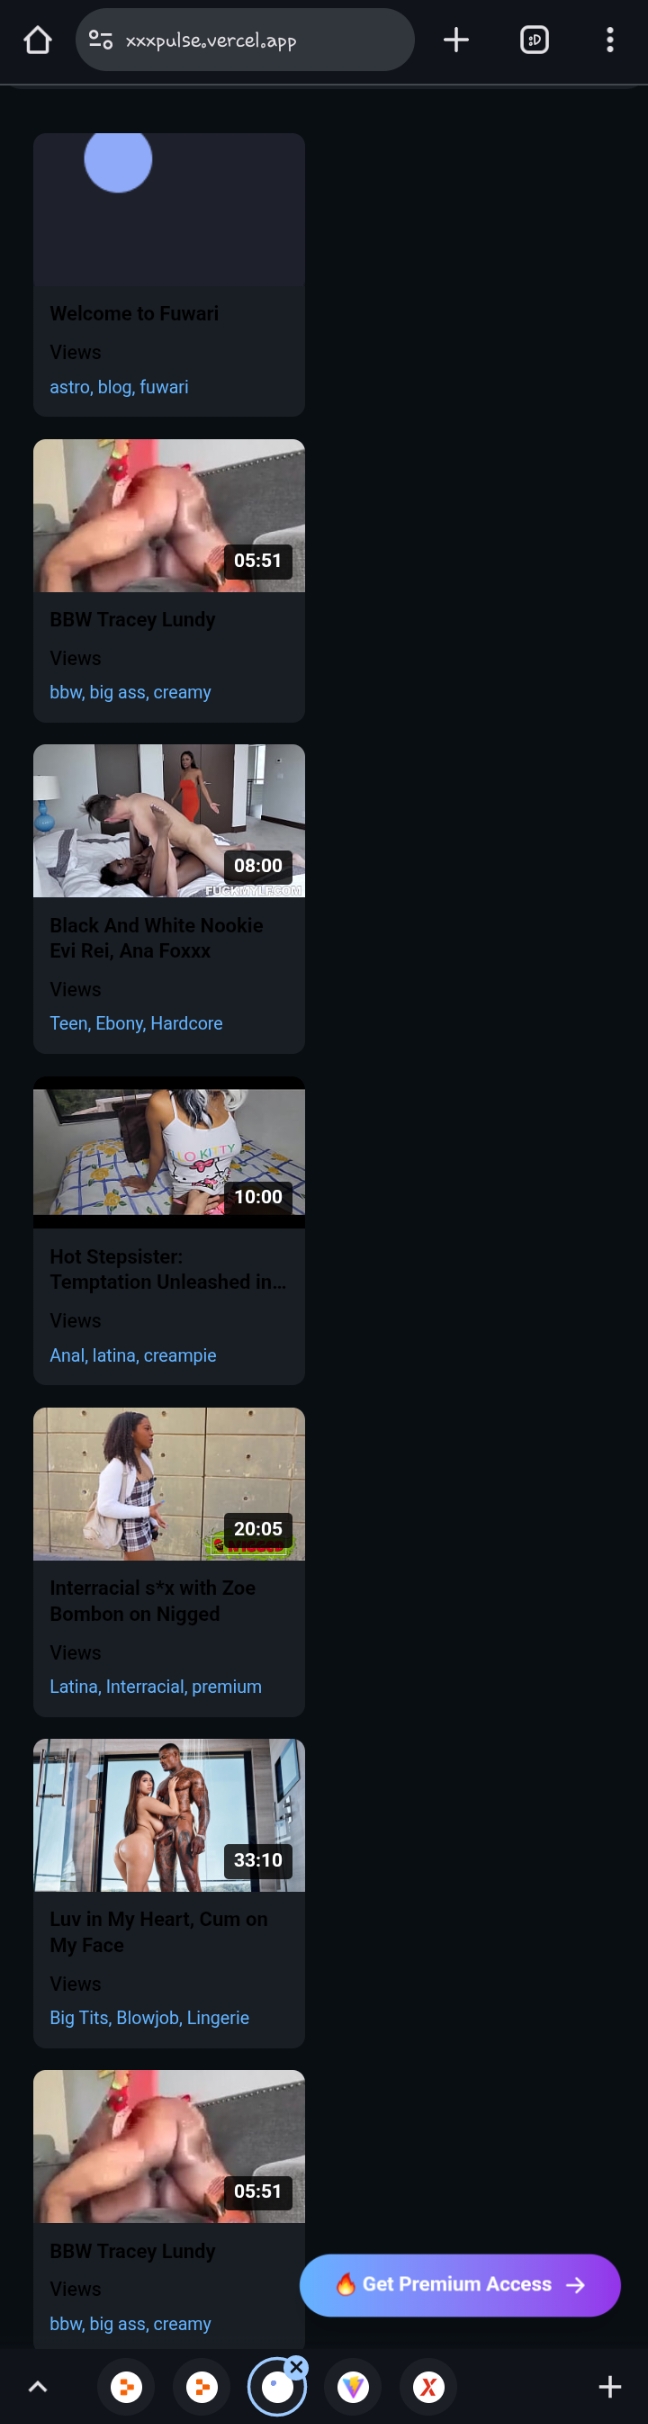 xxxpulse.vercel.app
:D
Welcome to Fuwari
Views
astro, blog, fuwari
05:51
BBW Tracey Lundy
Views
bbw, big ass, creamy
08:00
FUCKMYLF.COM
Black And White Nookie
Evi Rei, Ana Foxxx
Views
Teen, Ebony, Hardcore
LO KITTY
10:00
Hot Stepsister:
Temptation Unleashed in...
Views
Anal, latina, creampie
20:05
Interracial s*x with Zoe
Bombon on Nigged
Views
Latina, Interracial, premium
33:10
Luv in My Heart, Cum on
My Face
Views
Big Tits, Blowjob, Lingerie
05:51
BBW Tracey Lundy
Views
bbw, big ass, creamy
🔥 Get Premium Access →